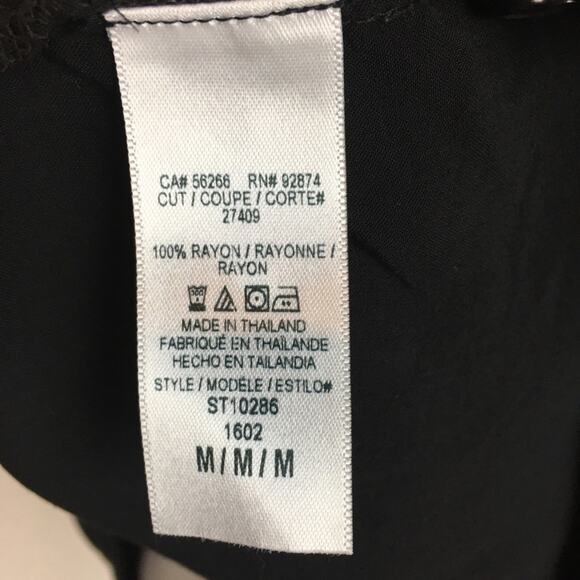 CA# 56266 RN# 92874
CUT / COUPE / CORTE#
27409
100% RAYON / RAYONNE /
RAYON
MADE IN THAILAND
FABRIQUÉ EN THAÏLANDE
HECHO EN TAILANDIA
STYLE / MODÈLE / ESTILO#
ST10286
1602
M / M / M